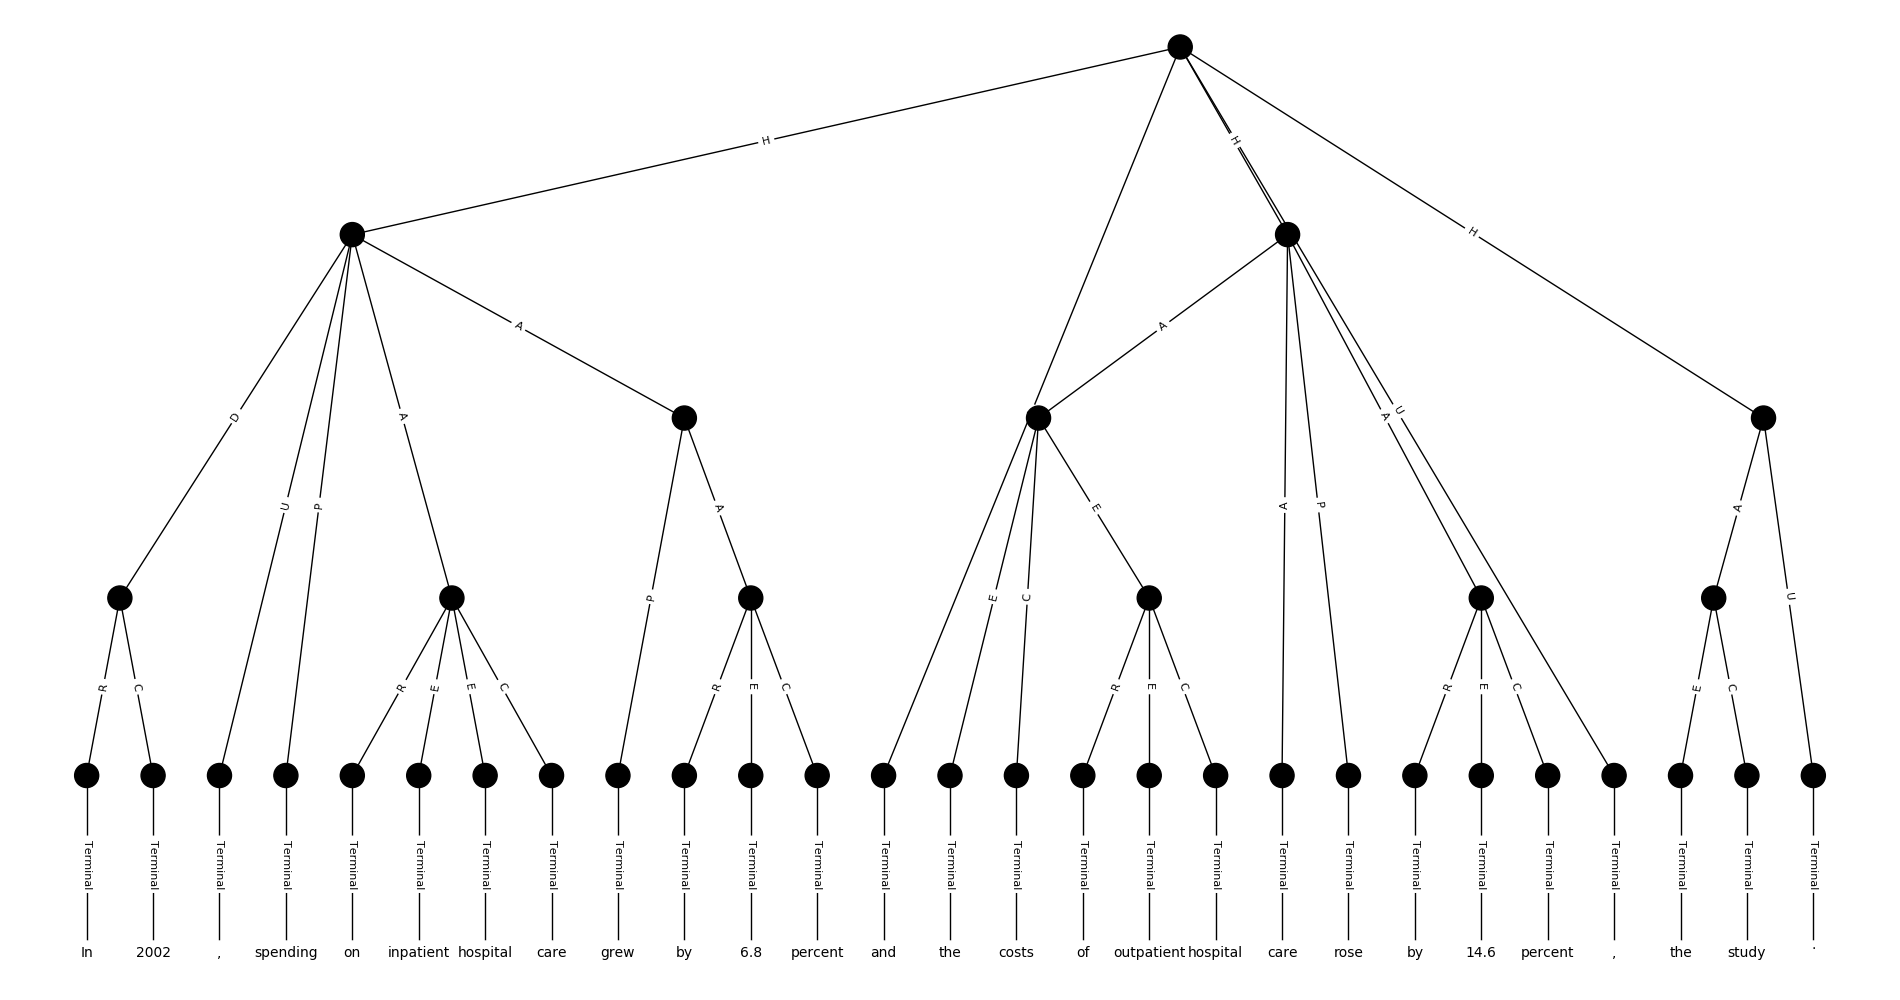 H H H
A A
D A U A
U P E A A P
P E C A U
R C R E E C R E C R E C R E C E C
Terminal Terminal Terminal Terminal Terminal Terminal Terminal Terminal Terminal Terminal Terminal Terminal Terminal Terminal Terminal Terminal Terminal Terminal Terminal Terminal Terminal Terminal Terminal Terminal Terminal Terminal Terminal
In 2002 , spending on inpatient hospital care grew by 6.8 percent and the costs of outpatient hospital care rose by 14.6 percent , the study .